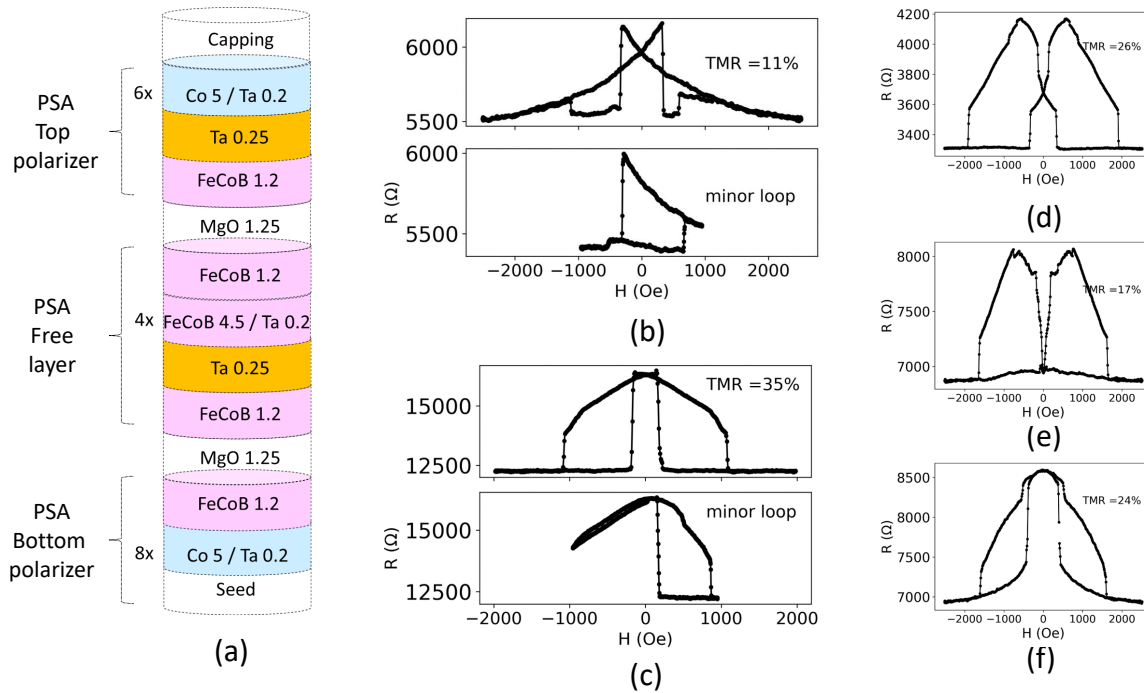 Capping
PSA
Top
polarizer
6x
Co 5 / Ta 0.2
Ta 0.25
FeCoB 1.2
MgO 1.25
PSA
Free
layer
4x
FeCoB 1.2
FeCoB 4.5 / Ta 0.2
Ta 0.25
FeCoB 1.2
MgO 1.25
PSA
Bottom
polarizer
8x
FeCoB 1.2
Co 5 / Ta 0.2
Seed
(a)
TMR =11%
6000
5500
minor loop
6000
5500
R (Ω)
−2000 −1000 0 1000 2000
H (Oe)
(b)
TMR =35%
15000
12500
minor loop
15000
12500
R (Ω)
−2000 −1000 0 1000 2000
H (Oe)
(c)
4200
4000
3800
3600
3400
R (Ω)
TMR =26%
−2000 −1000 0 1000 2000
H (Oe)
(d)
8000
7500
7000
R (Ω)
TMR =17%
−2000 −1000 0 1000 2000
H (Oe)
(e)
8500
8000
7500
7000
R (Ω)
TMR =24%
−2000 −1000 0 1000 2000
H (Oe)
(f)